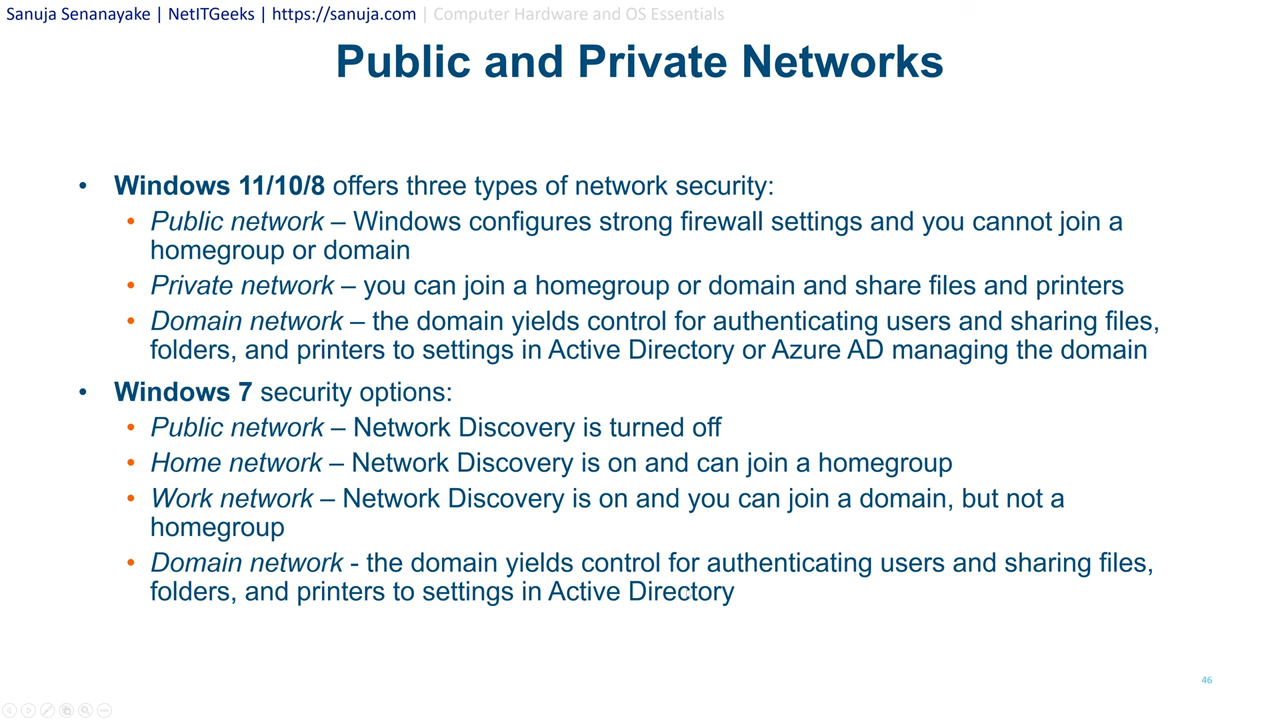 Sanuja Senanayake | NetITGeeks | https://sanuja.com | Computer Hardware and OS Essentials
Public and Private Networks
• Windows 11/10/8 offers three types of network security:
• Public network – Windows configures strong firewall settings and you cannot join a
homegroup or domain
• Private network – you can join a homegroup or domain and share files and printers
• Domain network – the domain yields control for authenticating users and sharing files,
folders, and printers to settings in Active Directory or Azure AD managing the domain
• Windows 7 security options:
• Public network – Network Discovery is turned off
• Home network – Network Discovery is on and can join a homegroup
• Work network – Network Discovery is on and you can join a domain, but not a
homegroup
• Domain network - the domain yields control for authenticating users and sharing files,
folders, and printers to settings in Active Directory
46